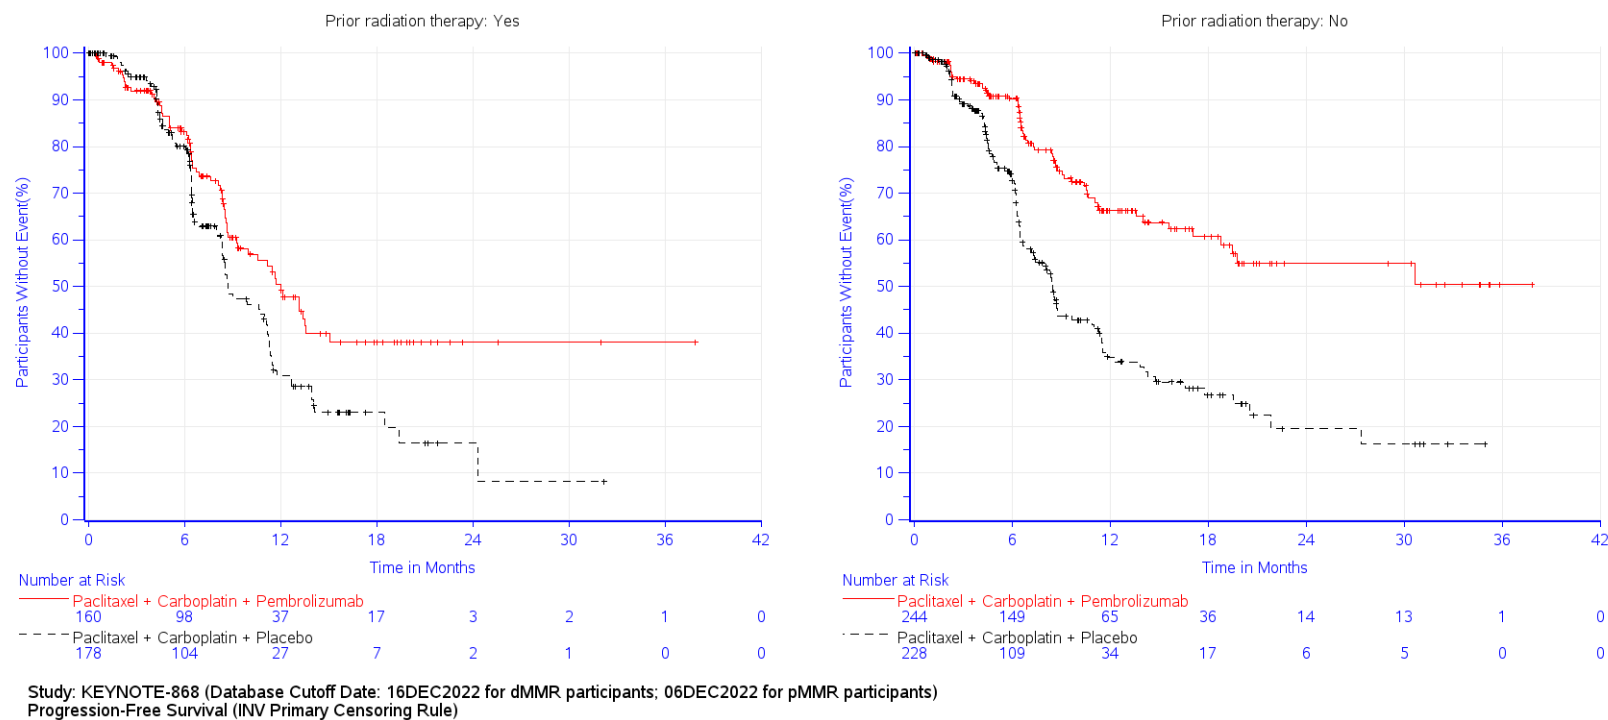 Prior radiation therapy: Yes
100
90
80
70
60
50
40
30
20
10
0
Participants Without Event(%)
0 6 12 18 24 30 36 42
Time in Months
Number at Risk
Paclitaxel + Carboplatin + Pembrolizumab
160 98 37 17 3 2 1 0
Paclitaxel + Carboplatin + Placebo
178 104 27 7 2 1 0 0
Prior radiation therapy: No
100
90
80
70
60
50
40
30
20
10
0
Participants Without Event(%)
0 6 12 18 24 30 36 42
Time in Months
Number at Risk
Paclitaxel + Carboplatin + Pembrolizumab
244 149 65 36 14 13 1 0
Paclitaxel + Carboplatin + Placebo
228 109 34 17 6 5 0 0
Study: KEYNOTE-868 (Database Cutoff Date: 16DEC2022 for dMMR participants; 06DEC2022 for pMMR participants)
Progression-Free Survival (INV Primary Censoring Rule)